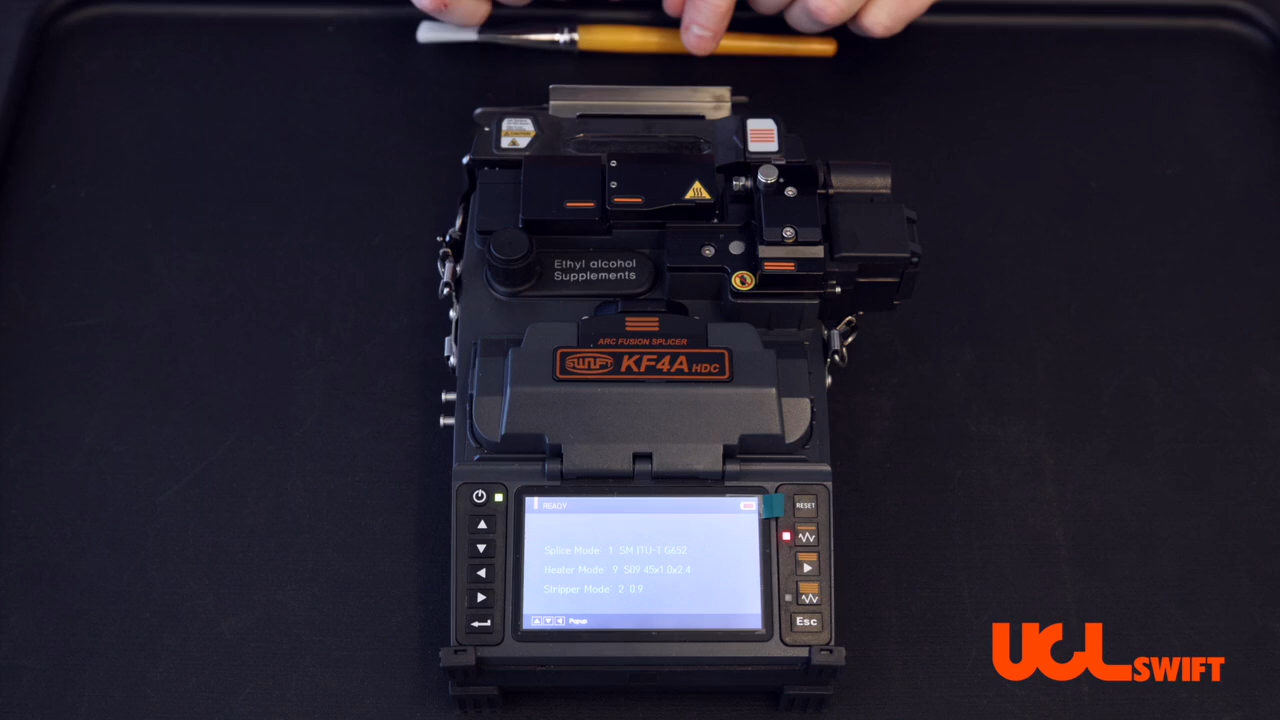 CAUTION
Ethyl alcohol
Supplements
ARC FUSION SPLICER
SWIFT KF4A HDC
READY
Splice Mode: 1 SM ITU-T G652
Heater Mode: 9 S09 45x1.0x2.4
Stripper Mode: 2 0.9
Popup
RESET
Esc
UCL SWIFT